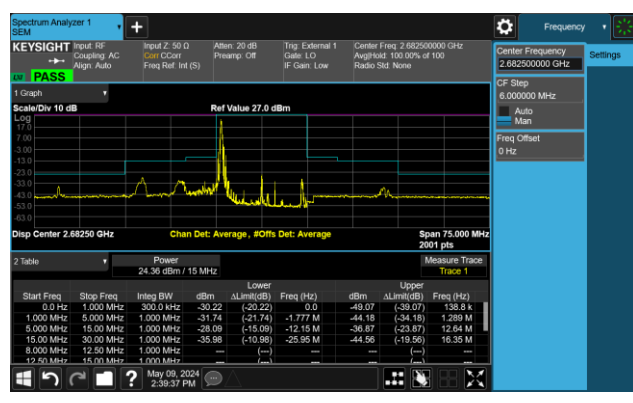 Spectrum Analyzer 1
SEM
Frequency
KEYSIGHT
Input: RF
Coupling: AC
Align: Auto
Input Z: 50 Ω
Corr CCorr
Freq Ref: Int (S)
Atten: 20 dB
Preamp: Off
Trig: External 1
Gate: LO
IF Gain: Low
Center Freq: 2.682500000 GHz
Avg|Hold: 100.00% of 100
Radio Std: None
PASS
Center Frequency
2.682500000 GHz
Settings
CF Step
6.000000 MHz
Auto
Man
Freq Offset
0 Hz
1 Graph
Scale/Div 10 dB
Ref Value 27.0 dBm
Log
17.0
7.00
-3.00
-13.0
-23.0
-33.0
-43.0
-53.0
-63.0
Disp Center 2.68250 GHz
Chan Det: Average, #Offs Det: Average
Span 75.000 MHz
2001 pts
2 Table
Power
24.36 dBm / 15 MHz
Measure Trace
Trace 1
Lower Upper
Start Freq Stop Freq Integ BW dBm ΔLimit(dB) Freq (Hz) dBm ΔLimit(dB) Freq (Hz)
0.0 Hz 1.000 MHz 300.0 kHz -30.22 (-20.22) 0.0 -49.07 (-39.07) 138.8 k
1.000 MHz 5.000 MHz 1.000 MHz -31.74 (-21.74) -1.777 M -44.18 (-34.18) 1.289 M
5.000 MHz 15.00 MHz 1.000 MHz -28.09 (-15.09) -12.15 M -36.87 (-23.87) 12.64 M
15.00 MHz 30.00 MHz 1.000 MHz -35.98 (-10.98) -25.95 M -44.56 (-19.56) 16.35 M
8.000 MHz 12.50 MHz 1.000 MHz --- (---) --- --- (---) ---
12.50 MHz 15.00 MHz 1.000 MHz --- (---) --- --- (---) ---
May 09, 2024
2:39:37 PM